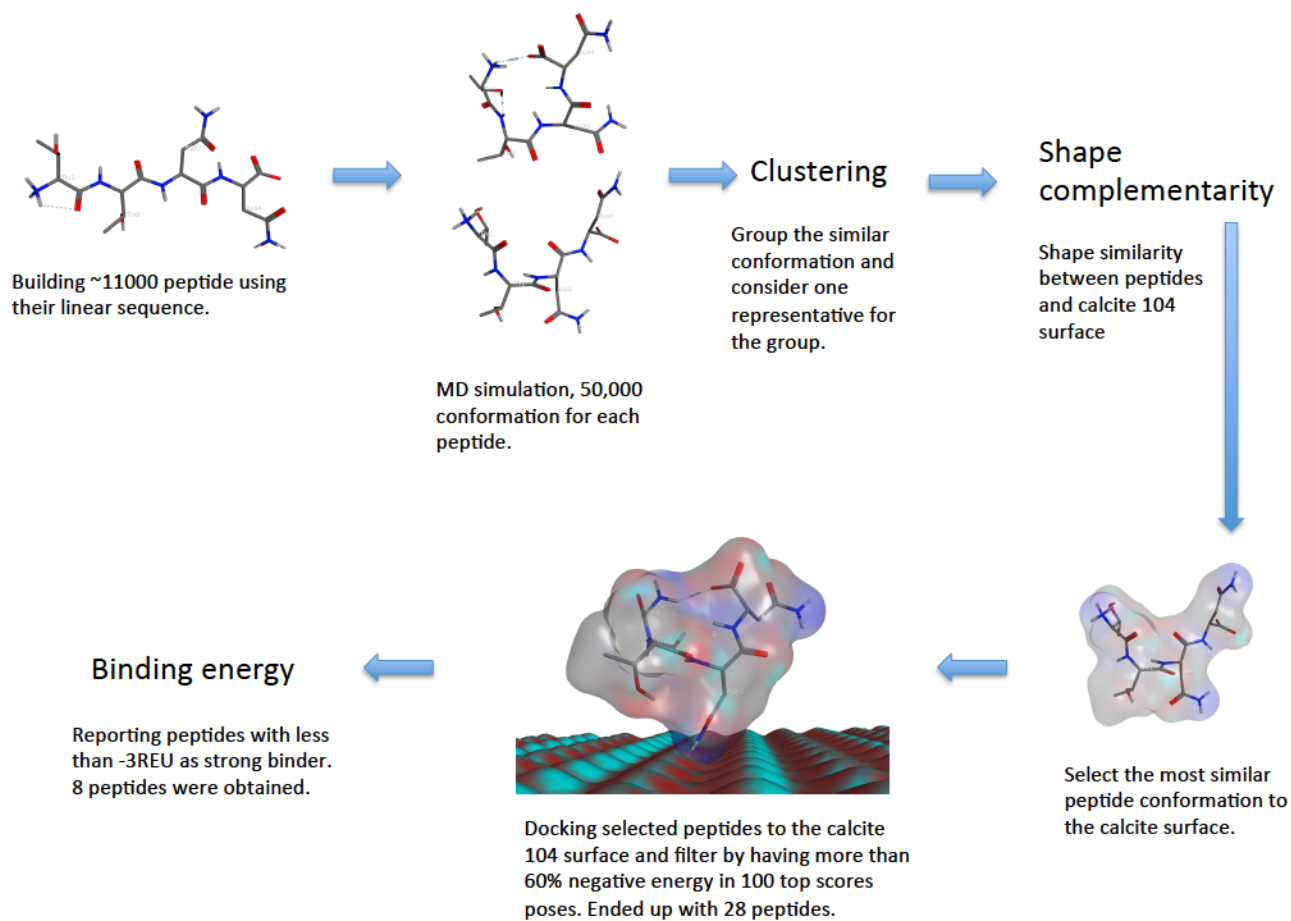 Building ~11000 peptide using
their linear sequence.
MD simulation, 50,000
conformation for each
peptide.
Clustering
Group the similar
conformation and
consider one
representative for
the group.
Shape
complementarity
Shape similarity
between peptides
and calcite 104
surface
Select the most similar
peptide conformation to
the calcite surface.
Docking selected peptides to the calcite
104 surface and filter by having more than
60% negative energy in 100 top scores
poses. Ended up with 28 peptides.
Binding energy
Reporting peptides with less
than -3REU as strong binder.
8 peptides were obtained.